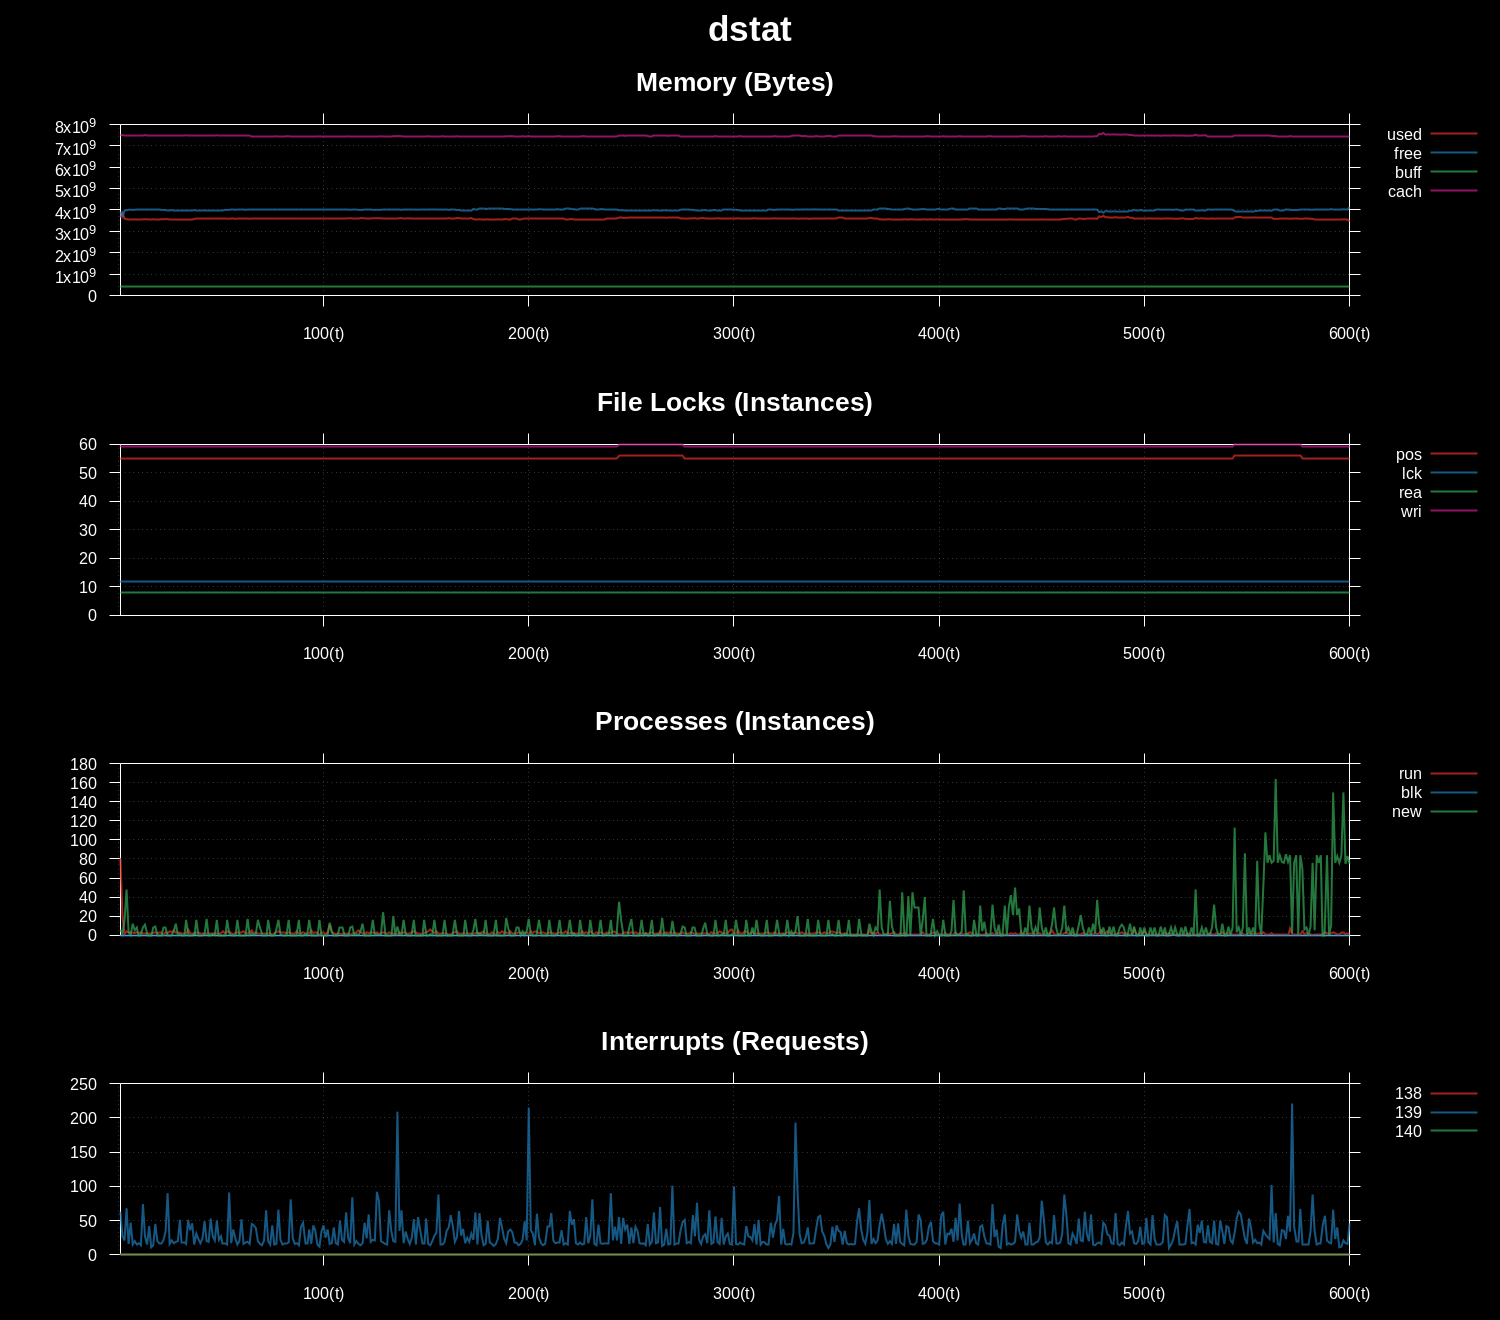 dstat
Memory (Bytes)
8x10⁹
7x10⁹
6x10⁹
5x10⁹
4x10⁹
3x10⁹
2x10⁹
1x10⁹
0
100(t) 200(t) 300(t) 400(t) 500(t) 600(t)
used
free
buff
cach
File Locks (Instances)
60
50
40
30
20
10
0
100(t) 200(t) 300(t) 400(t) 500(t) 600(t)
pos
lck
rea
wri
Processes (Instances)
180
160
140
120
100
80
60
40
20
0
100(t) 200(t) 300(t) 400(t) 500(t) 600(t)
run
blk
new
Interrupts (Requests)
250
200
150
100
50
0
100(t) 200(t) 300(t) 400(t) 500(t) 600(t)
138
139
140